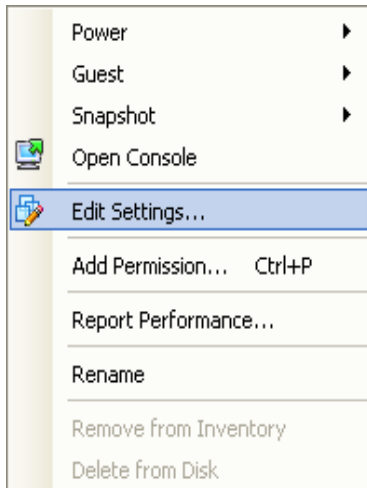 Power
Guest
Snapshot
Open Console
Edit Settings...
Add Permission... Ctrl+P
Report Performance...
Rename
Remove from Inventory
Delete from Disk